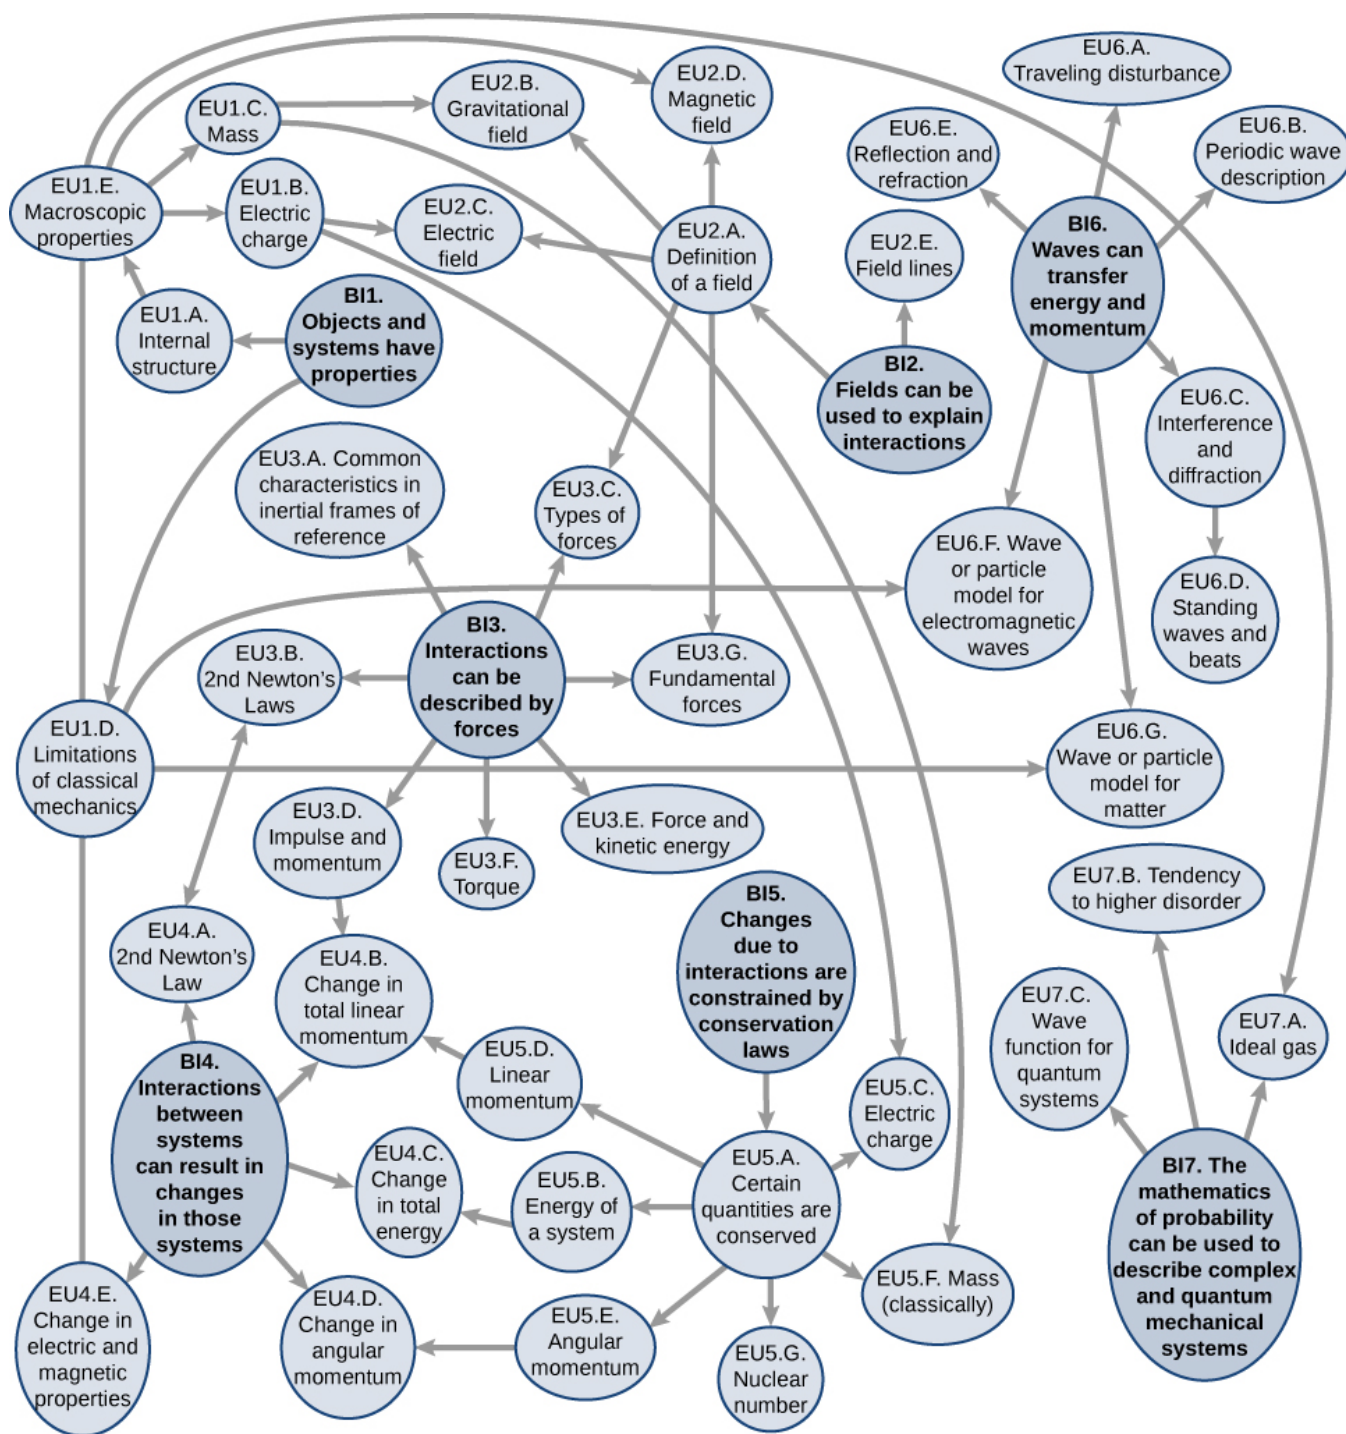 EU6.A.
Traveling disturbance
EU2.B.
Gravitational
field
EU2.D.
Magnetic
field
EU1.C.
Mass
EU6.E.
Reflection and
refraction
EU6.B.
Periodic wave
description
EU1.E.
Macroscopic
properties
EU1.B.
Electric
charge
EU2.C.
Electric
field
EU2.A.
Definition
of a field
EU2.E.
Field lines
BI6.
Waves can
transfer
energy and
momentum
EU1.A.
Internal
structure
BI1.
Objects and
systems have
properties
BI2.
Fields can be
used to explain
interactions
EU6.C.
Interference
and
diffraction
EU3.A. Common
characteristics in
inertial frames of
reference
EU3.C.
Types of
forces
EU6.F. Wave
or particle
model for
electromagnetic
waves
EU6.D.
Standing
waves and
beats
EU3.B.
2nd Newton's
Laws
BI3.
Interactions
can be
described by
forces
EU3.G.
Fundamental
forces
EU1.D.
Limitations
of classical
mechanics
EU6.G.
Wave or particle
model for
matter
EU3.D.
Impulse and
momentum
EU3.F.
Torque
EU3.E. Force and
kinetic energy
EU7.B. Tendency
to higher disorder
EU4.A.
2nd Newton's
Law
EU4.B.
Change in
total linear
momentum
BI5.
Changes
due to
interactions are
constrained by
conservation
laws
EU7.C.
Wave
function for
quantum
systems
EU7.A.
Ideal gas
BI4.
Interactions
between
systems
can result in
changes
in those
systems
EU5.D.
Linear
momentum
EU5.C.
Electric
charge
EU4.C.
Change
in total
energy
EU5.B.
Energy of
a system
EU5.A.
Certain
quantities are
conserved
BI7. The
mathematics
of probability
can be used to
describe complex
and quantum
mechanical
systems
EU4.E.
Change in
electric and
magnetic
properties
EU4.D.
Change in
angular
momentum
EU5.E.
Angular
momentum
EU5.G.
Nuclear
number
EU5.F. Mass
(classically)